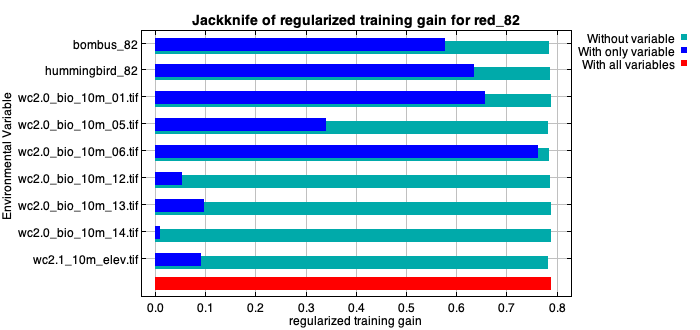 Jackknife of regularized training gain for red_82
Without variable
With only variable
With all variables
Environmental Variable
bombus_82
hummingbird_82
wc2.0_bio_10m_01.tif
wc2.0_bio_10m_05.tif
wc2.0_bio_10m_06.tif
wc2.0_bio_10m_12.tif
wc2.0_bio_10m_13.tif
wc2.0_bio_10m_14.tif
wc2.1_10m_elev.tif
0.0 0.1 0.2 0.3 0.4 0.5 0.6 0.7 0.8
regularized training gain